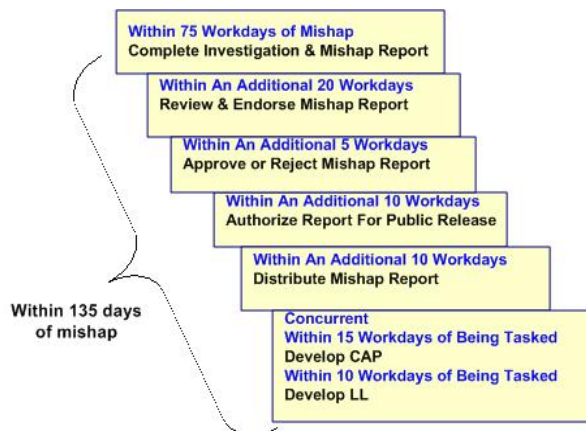 Within 75 Workdays of Mishap
Complete Investigation & Mishap Report
Within An Additional 20 Workdays
Review & Endorse Mishap Report
Within An Additional 5 Workdays
Approve or Reject Mishap Report
Within An Additional 10 Workdays
Authorize Report For Public Release
Within An Additional 10 Workdays
Distribute Mishap Report
Within 135 days
of mishap
Concurrent
Within 15 Workdays of Being Tasked
Develop CAP
Within 10 Workdays of Being Tasked
Develop LL